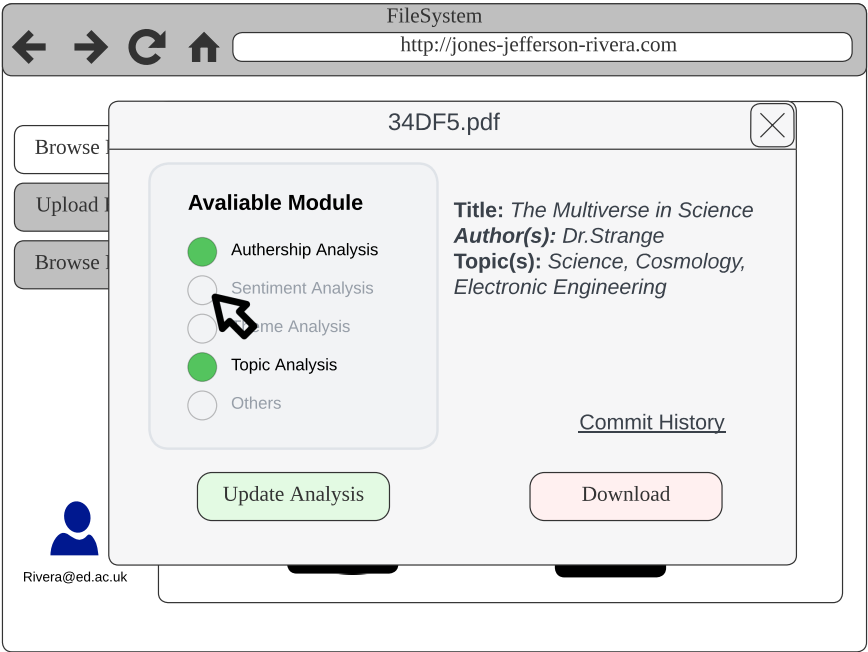 FileSystem
http://jones-jefferson-rivera.com
34DF5.pdf
Browse
Upload
Browse
Avaliable Module
Authership Analysis
Sentiment Analysis
Theme Analysis
Topic Analysis
Others
Title: The Multiverse in Science
Author(s): Dr.Strange
Topic(s): Science, Cosmology,
Electronic Engineering
Commit History
Update Analysis
Download
Rivera@ed.ac.uk